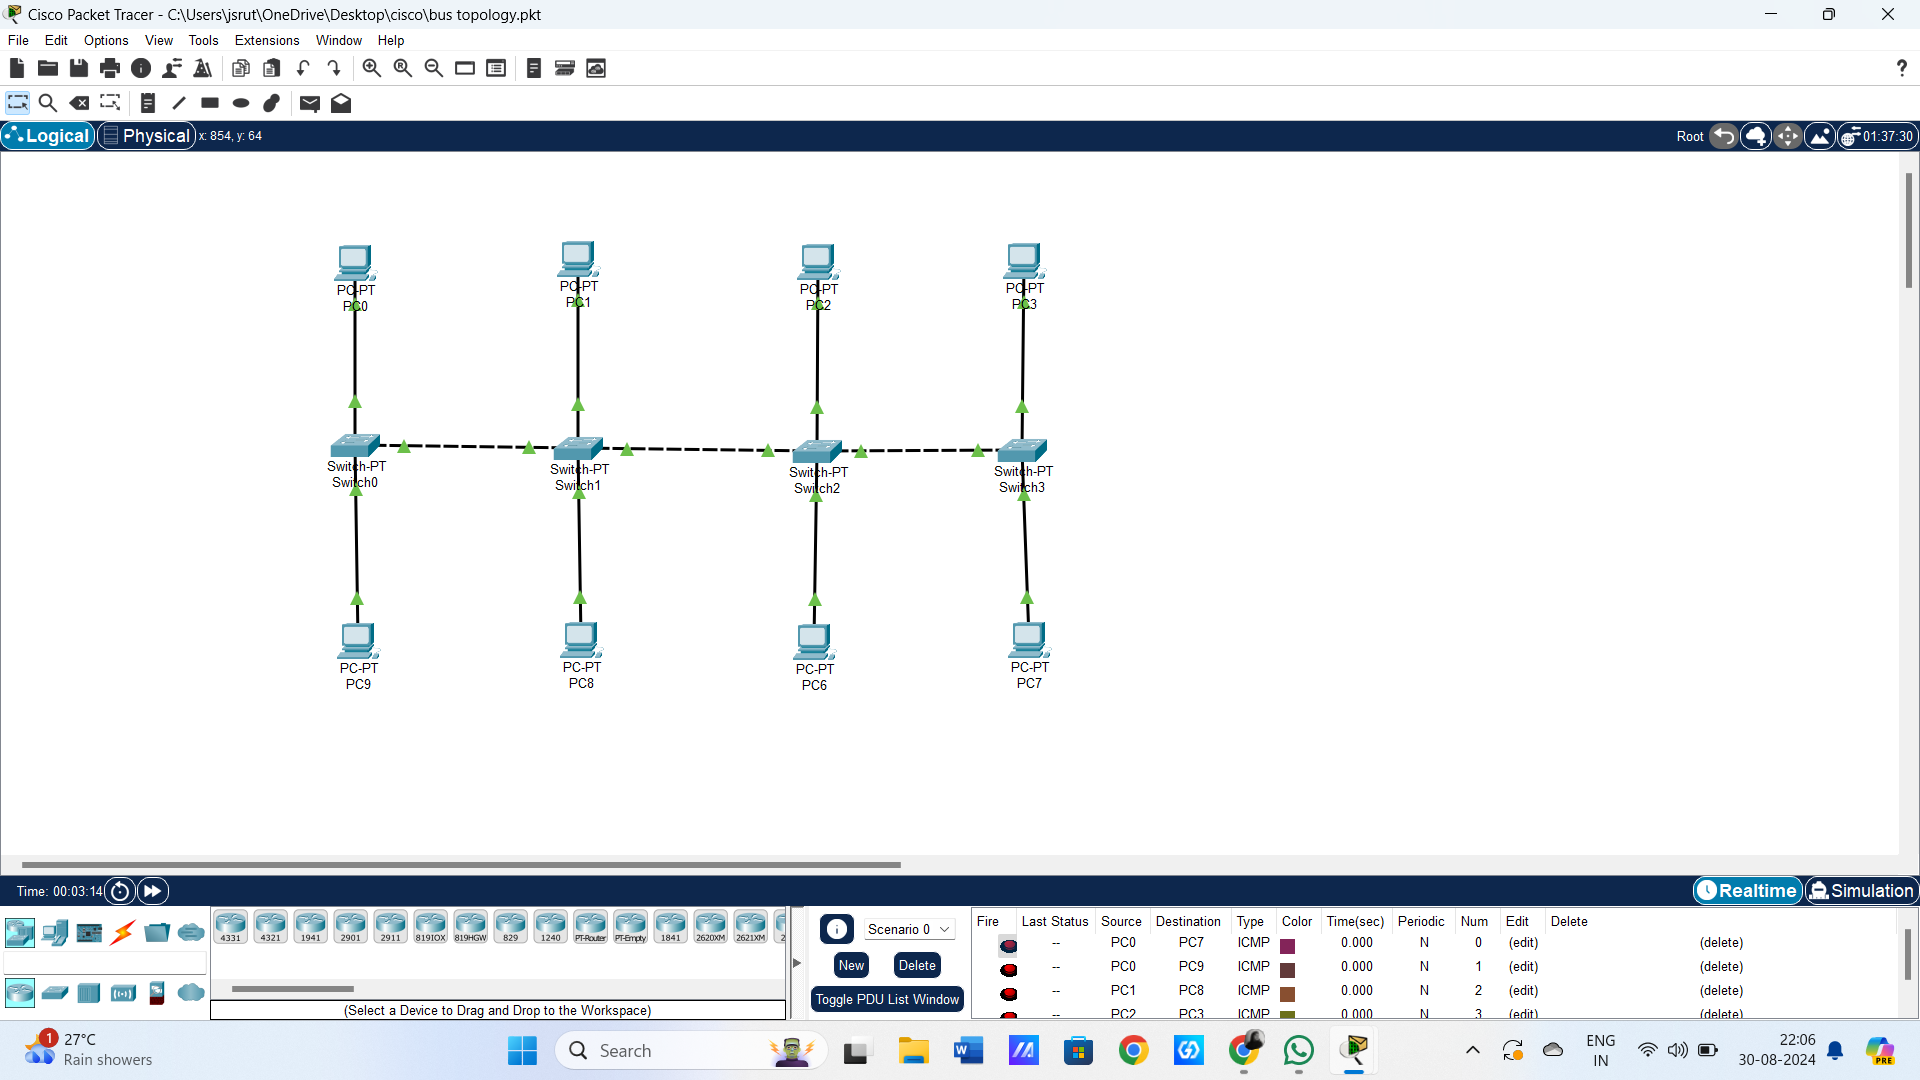 Cisco Packet Tracer - C:\Users\jsrut\OneDrive\Desktop\cisco\bus topology.pkt
File Edit Options View Tools Extensions Window Help
?
Logical Physical x: 854, y: 64 Root 01:37:30
PC-PT
PC0
PC-PT
PC1
PC-PT
PC2
PC-PT
PC3
Switch-PT
Switch0
Switch-PT
Switch1
Switch-PT
Switch2
Switch-PT
Switch3
PC-PT
PC9
PC-PT
PC8
PC-PT
PC6
PC-PT
PC7
Time: 00:03:14 Realtime Simulation
4331 4321 1941 2901 2911 819IOX 819HGW 829 1240 PT-Router PT-Empty 1841 2620XM 2621XM 2
(Select a Device to Drag and Drop to the Workspace)
Scenario 0
New Delete
Toggle PDU List Window
Fire Last Status Source Destination Type Color Time(sec) Periodic Num Edit Delete
-- PC0 PC7 ICMP 0.000 N 0 (edit) (delete)
-- PC0 PC9 ICMP 0.000 N 1 (edit) (delete)
-- PC1 PC8 ICMP 0.000 N 2 (edit) (delete)
-- PC2 PC3 ICMP 0.000 N 3 (edit) (delete)
1 27°C
Rain showers
Search
W
PRE
ENG
IN
22:06
30-08-2024